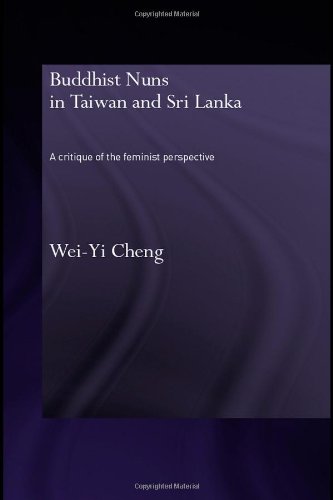 Buddhist Nuns
in Taiwan and Sri Lanka
A critique of the feminist perspective
Wei-Yi Cheng